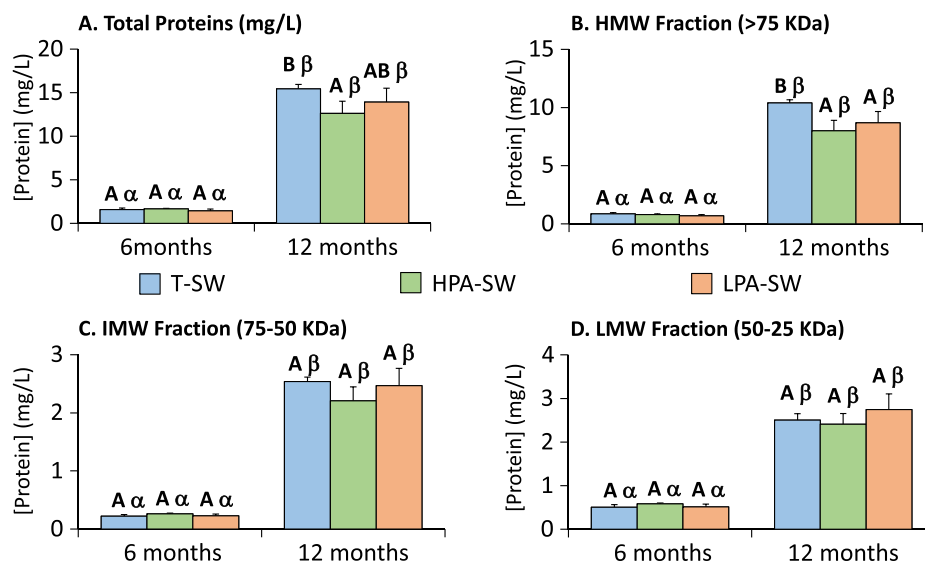 A. Total Proteins (mg/L)
[Protein] (mg/L)
20
15
10
5
0
A α A α A α
B β A β AB β
6months 12 months
B. HMW Fraction (>75 KDa)
[Protein] (mg/L)
15
10
5
0
A α A α A α
B β A β A β
6 months 12 months
T-SW HPA-SW LPA-SW
C. IMW Fraction (75-50 KDa)
[Protein] (mg/L)
3
2
1
0
A α A α A α
A β A β A β
6 months 12 months
D. LMW Fraction (50-25 KDa)
[Protein] (mg/L)
4
3
2
1
0
A α A α A α
A β A β A β
6 months 12 months